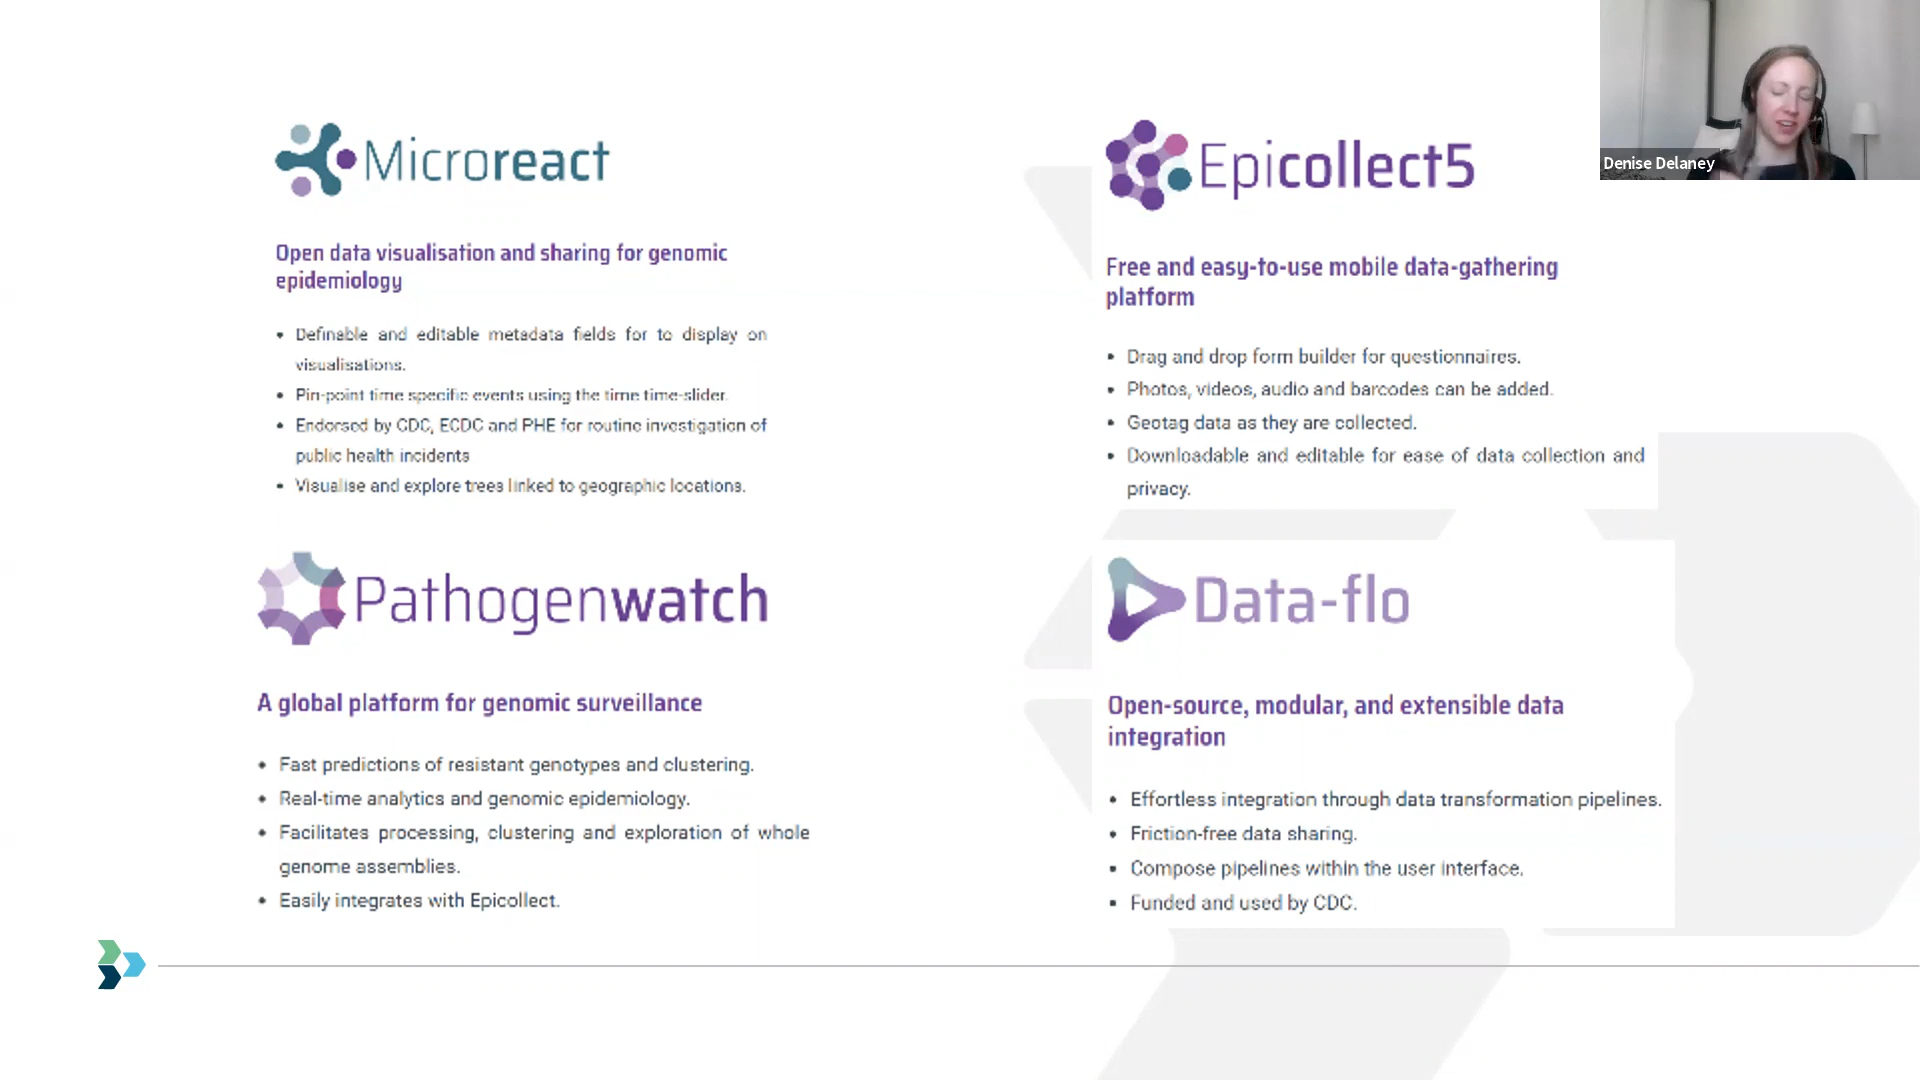 Microreact
Open data visualisation and sharing for genomic
epidemiology
• Definable and editable metadata fields for to display on
visualisations.
• Pin-point time specific events using the time time-slider.
• Endorsed by CDC, ECDC and PHE for routine investigation of
public health incidents
• Visualise and explore trees linked to geographic locations.
Epicollect5
Free and easy-to-use mobile data-gathering
platform
• Drag and drop form builder for questionnaires.
• Photos, videos, audio and barcodes can be added.
• Geotag data as they are collected.
• Downloadable and editable for ease of data collection and
privacy.
Denise Delaney
Pathogenwatch
A global platform for genomic surveillance
• Fast predictions of resistant genotypes and clustering.
• Real-time analytics and genomic epidemiology.
• Facilitates processing, clustering and exploration of whole
genome assemblies.
• Easily integrates with Epicollect.
Data-flo
Open-source, modular, and extensible data
integration
• Effortless integration through data transformation pipelines.
• Friction-free data sharing.
• Compose pipelines within the user interface.
• Funded and used by CDC.